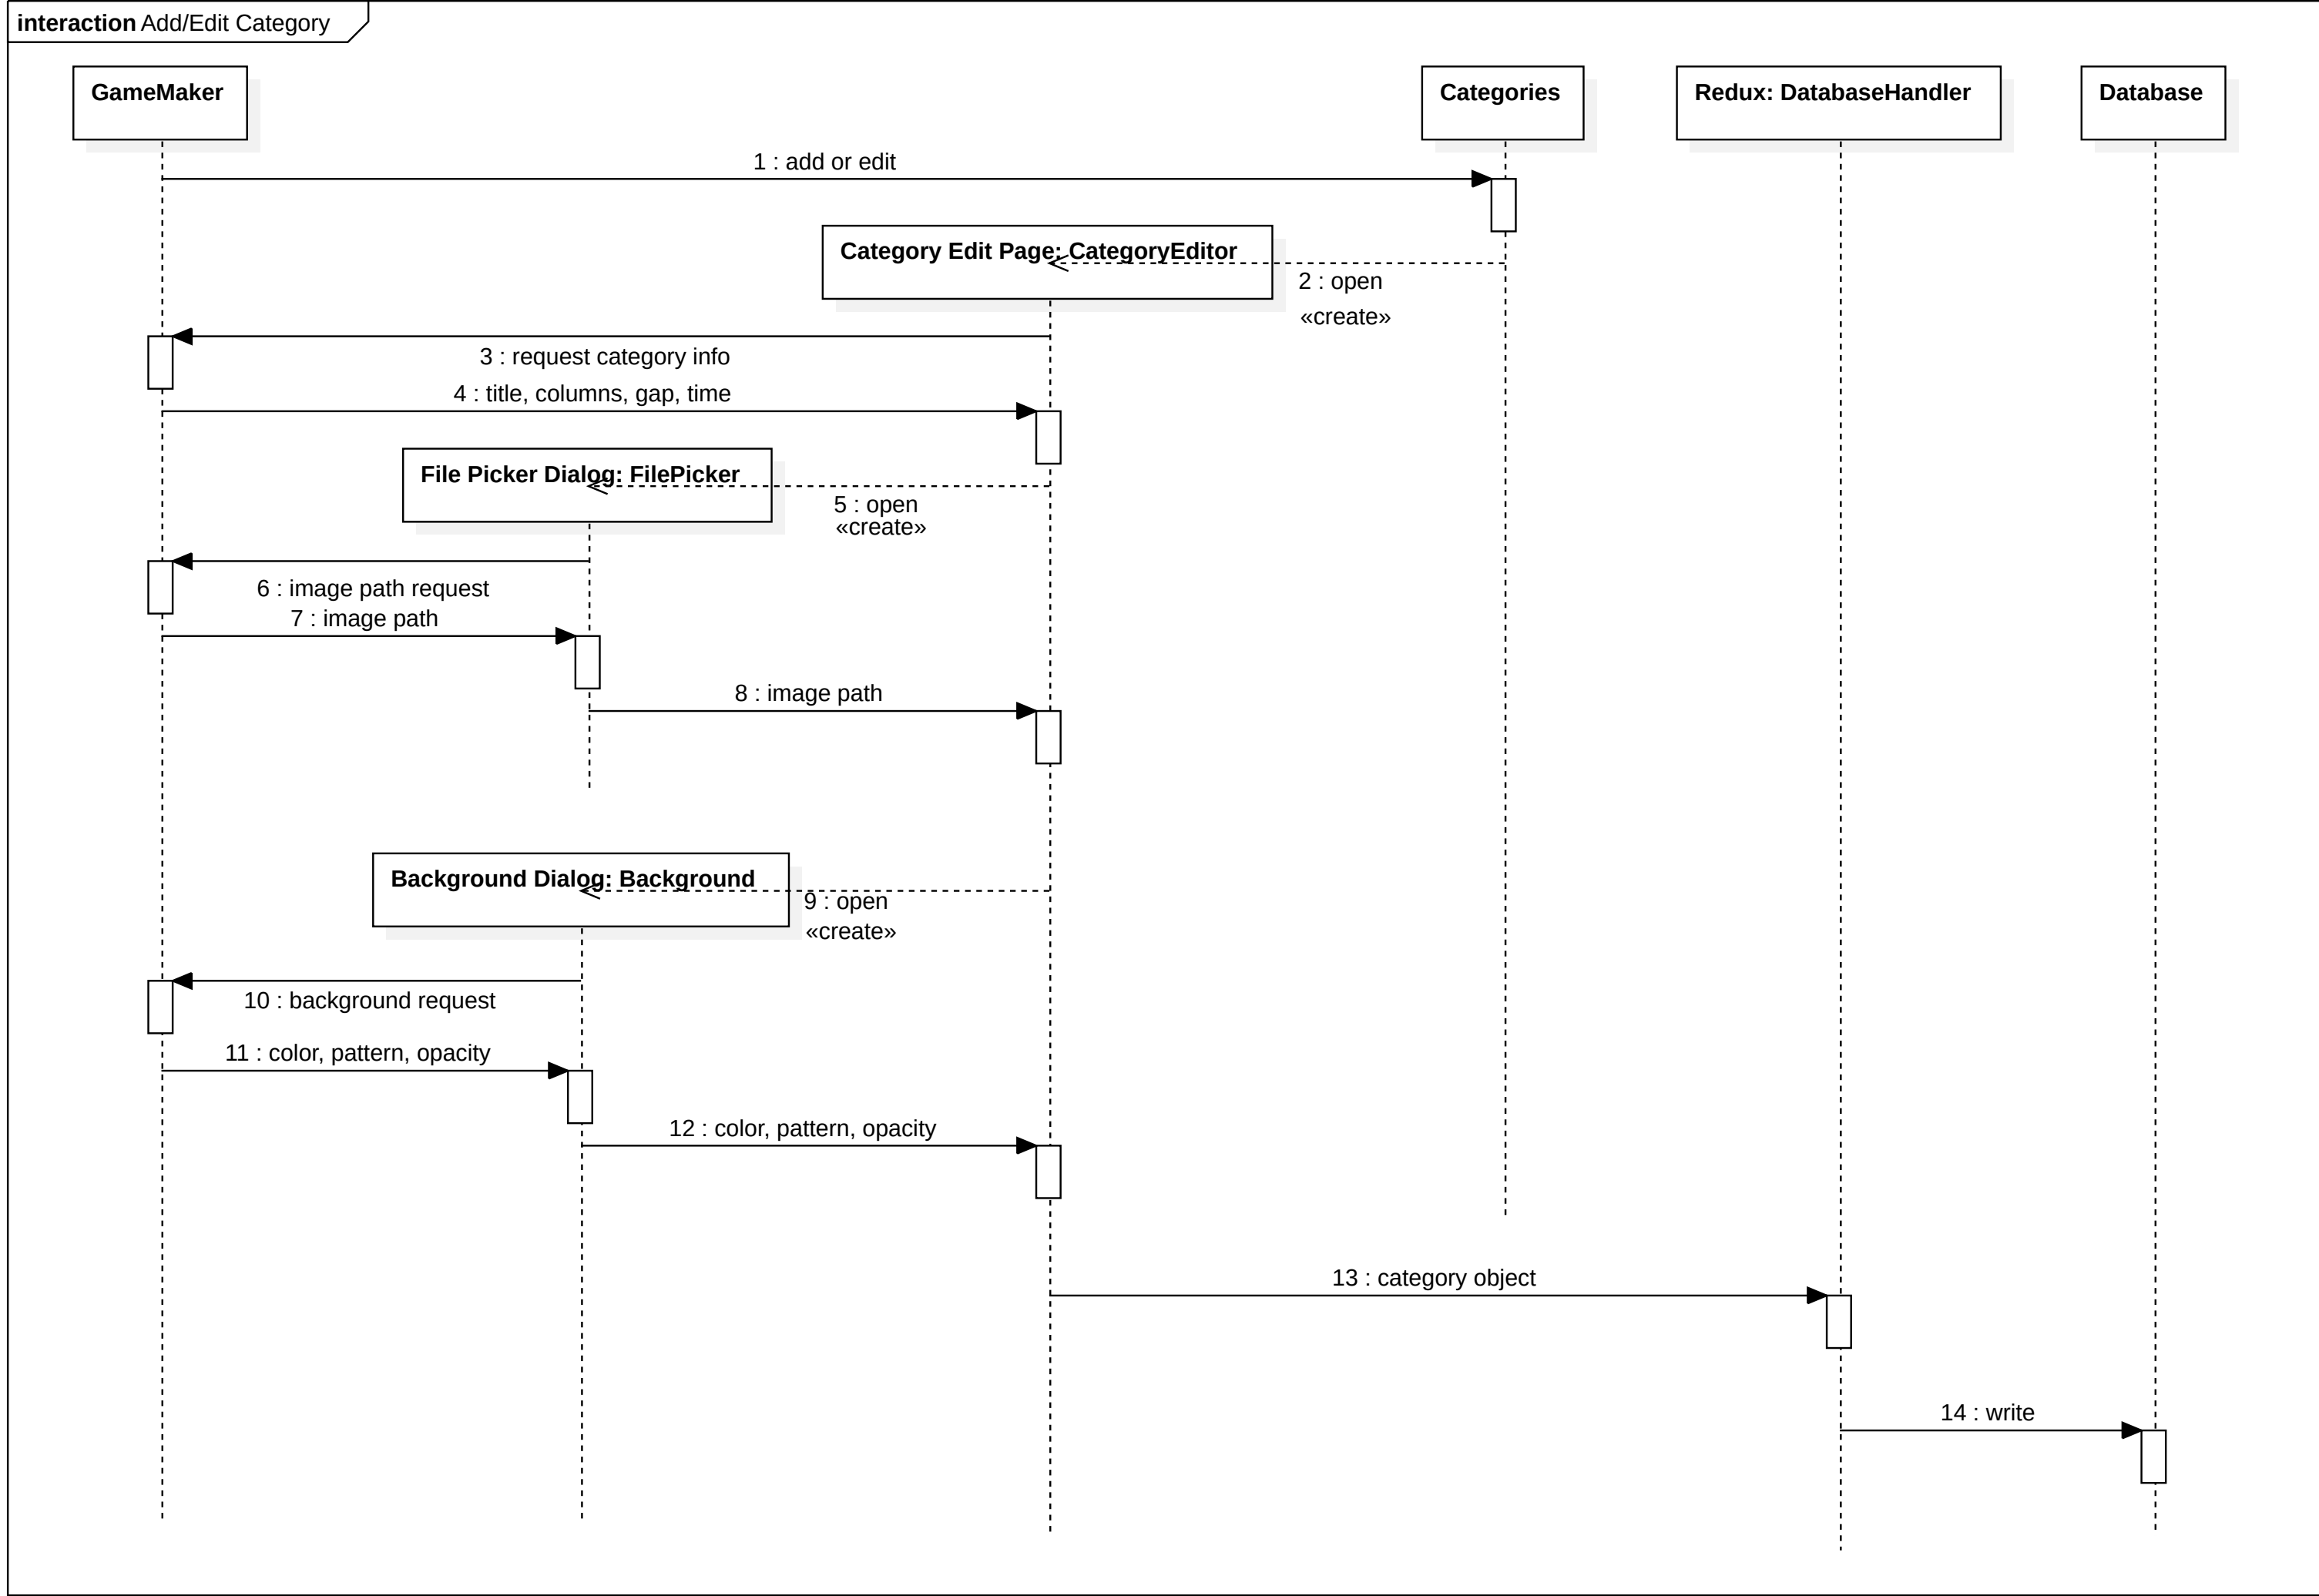 interaction Add/Edit Category
GameMaker
Categories
Redux: DatabaseHandler
Database
1 : add or edit
Category Edit Page: CategoryEditor
2 : open
«create»
3 : request category info
4 : title, columns, gap, time
File Picker Dialog: FilePicker
5 : open
«create»
6 : image path request
7 : image path
8 : image path
Background Dialog: Background
9 : open
«create»
10 : background request
11 : color, pattern, opacity
12 : color, pattern, opacity
13 : category object
14 : write